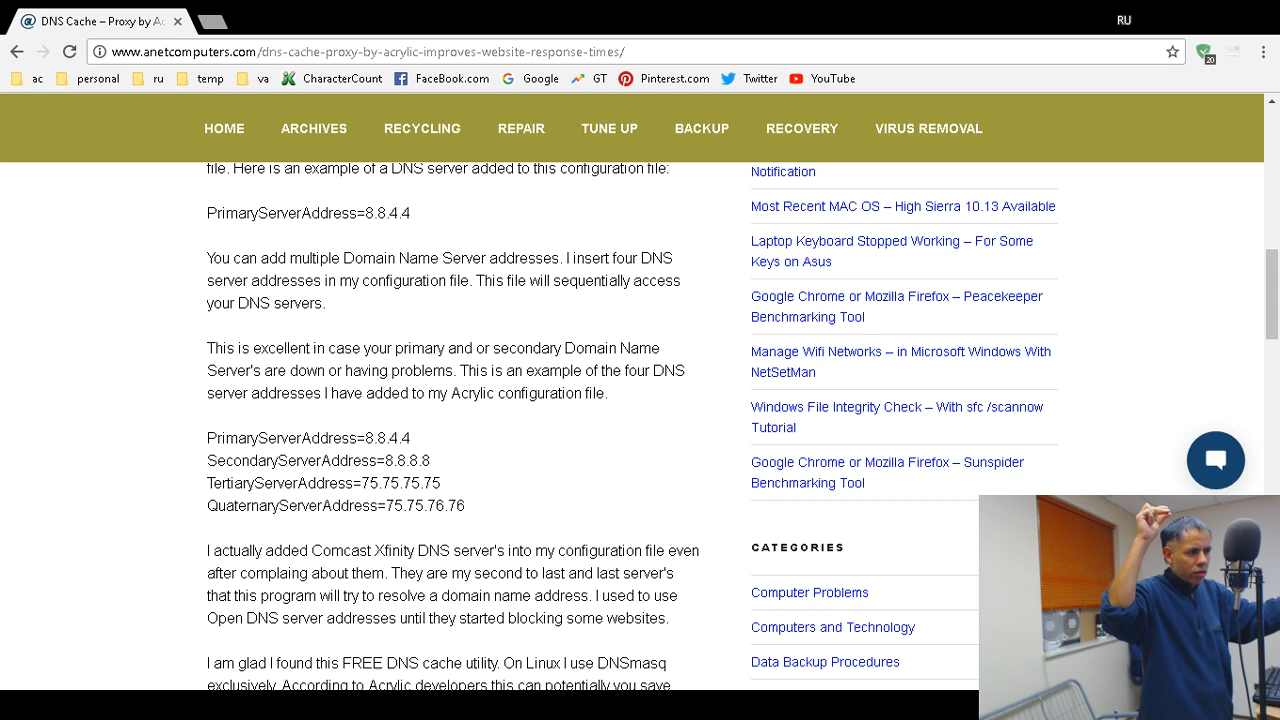 RU
DNS Cache – Proxy by Ac
www.anetcomputers.com/dns-cache-proxy-by-acrylic-improves-website-response-times/
20
ac personal ru temp va CharacterCount FaceBook.com Google GT Pinterest.com Twitter YouTube
HOME ARCHIVES RECYCLING REPAIR TUNE UP BACKUP RECOVERY VIRUS REMOVAL
file. Here is an example of a DNS server added to this configuration file:
PrimaryServerAddress=8.8.4.4
You can add multiple Domain Name Server addresses. I insert four DNS
server addresses in my configuration file. This file will sequentially access
your DNS servers.
This is excellent in case your primary and or secondary Domain Name
Server's are down or having problems. This is an example of the four DNS
server addresses I have added to my Acrylic configuration file.
PrimaryServerAddress=8.8.4.4
SecondaryServerAddress=8.8.8.8
TertiaryServerAddress=75.75.75.75
QuaternaryServerAddress=75.75.76.76
I actually added Comcast Xfinity DNS server's into my configuration file even
after complaing about them. They are my second to last and last server's
that this program will try to resolve a domain name address. I used to use
Open DNS server addresses until they started blocking some websites.
I am glad I found this FREE DNS cache utility. On Linux I use DNSmasq
exclusively. According to Acrylic developers this can potentially you save
Notification
Most Recent MAC OS – High Sierra 10.13 Available
Laptop Keyboard Stopped Working – For Some
Keys on Asus
Google Chrome or Mozilla Firefox – Peacekeeper
Benchmarking Tool
Manage Wifi Networks – in Microsoft Windows With
NetSetMan
Windows File Integrity Check – With sfc /scannow
Tutorial
Google Chrome or Mozilla Firefox – Sunspider
Benchmarking Tool
CATEGORIES
Computer Problems
Computers and Technology
Data Backup Procedures